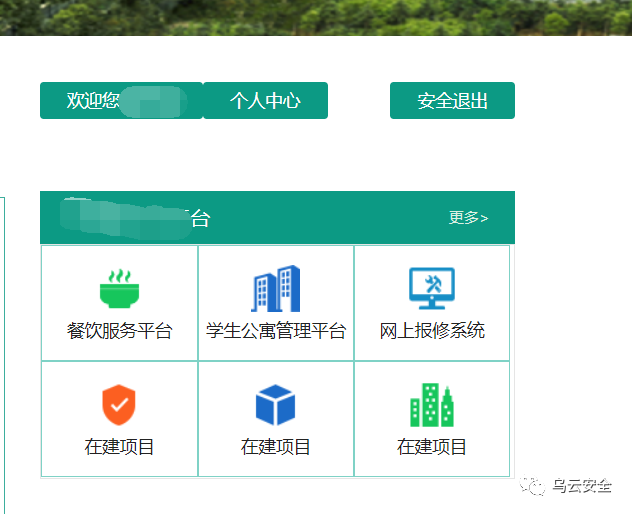 欢迎您
个人中心
安全退出
平台
更多>
餐饮服务平台
学生公寓管理平台
网上报修系统
在建项目
在建项目
在建项目
乌云安全